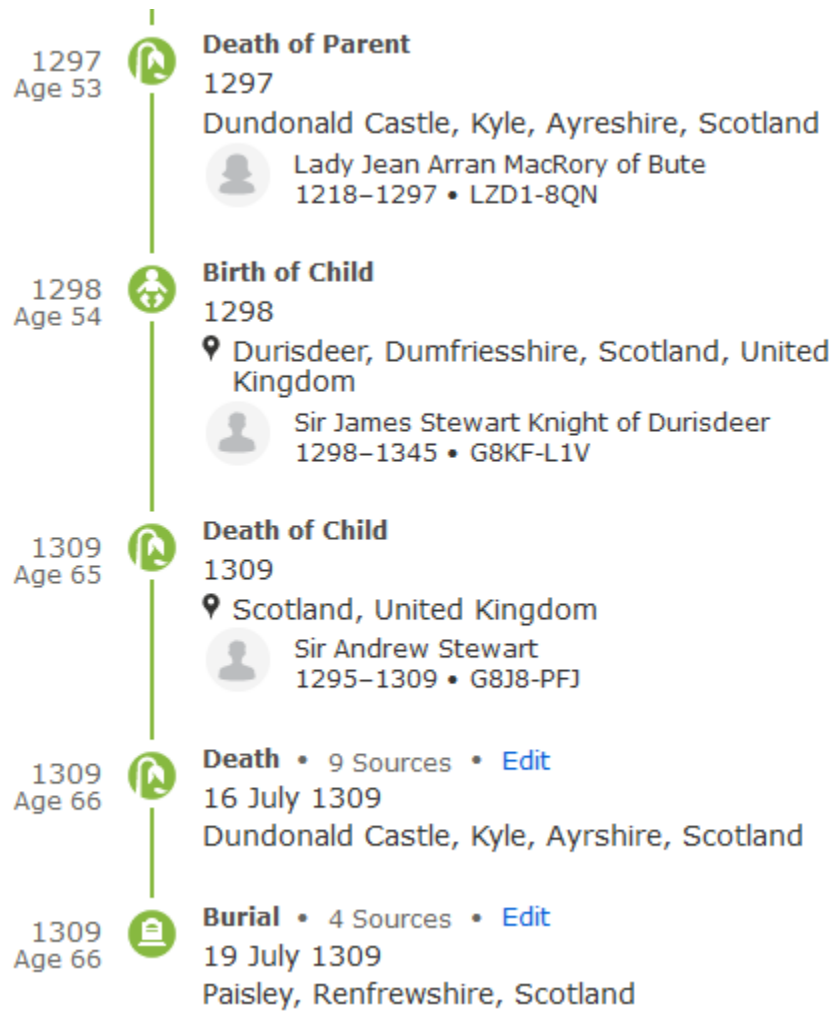 1297
Age 53
Death of Parent
1297
Dundonald Castle, Kyle, Ayreshire, Scotland
Lady Jean Arran MacRory of Bute
1218–1297 • LZD1-8QN
1298
Age 54
Birth of Child
1298
Durisdeer, Dumfriesshire, Scotland, United
Kingdom
Sir James Stewart Knight of Durisdeer
1298–1345 • G8KF-L1V
1309
Age 65
Death of Child
1309
Scotland, United Kingdom
Sir Andrew Stewart
1295–1309 • G8J8-PFJ
1309
Age 66
Death • 9 Sources • Edit
16 July 1309
Dundonald Castle, Kyle, Ayrshire, Scotland
1309
Age 66
Burial • 4 Sources • Edit
19 July 1309
Paisley, Renfrewshire, Scotland